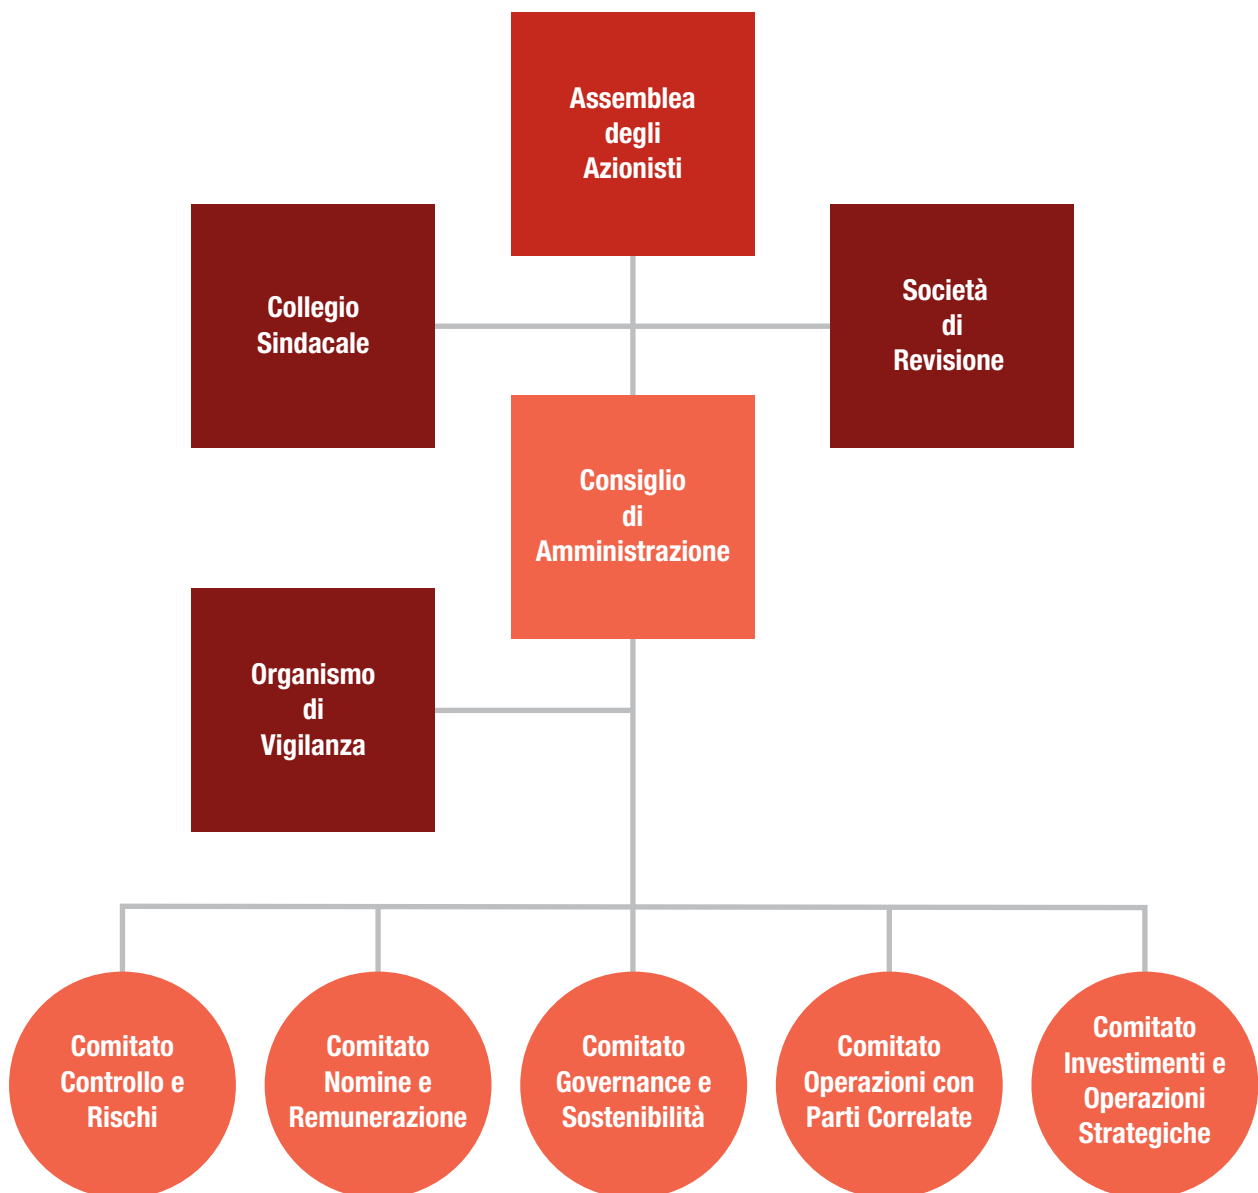 Assemblea
degli
Azionisti
Collegio
Sindacale
Società
di
Revisione
Consiglio
di
Amministrazione
Organismo
di
Vigilanza
Comitato
Controllo e
Rischi
Comitato
Nomine e
Remunerazione
Comitato
Governance e
Sostenibilità
Comitato
Operazioni con
Parti Correlate
Comitato
Investimenti e
Operazioni
Strategiche